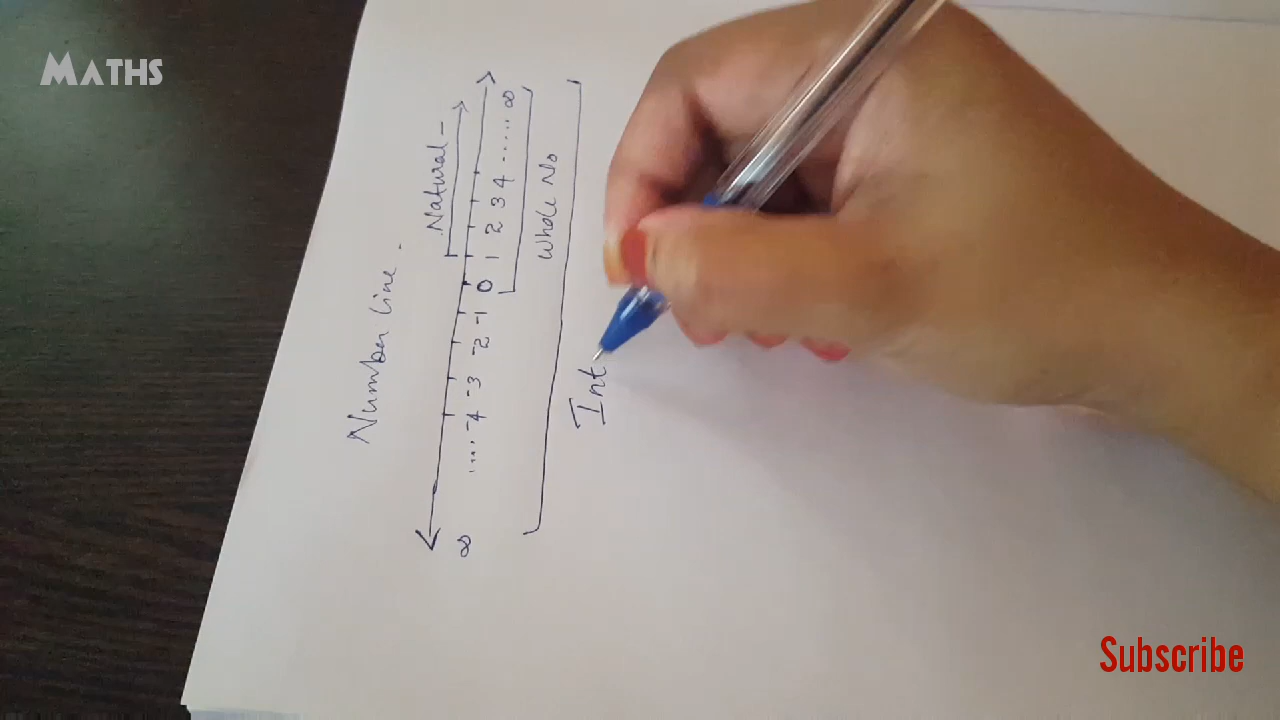 MATHS
Number line -
Natural -
∞ .... -4 -3 -2 -1 0 1 2 3 4 ...... ∞
Whole No
Int
Subscribe